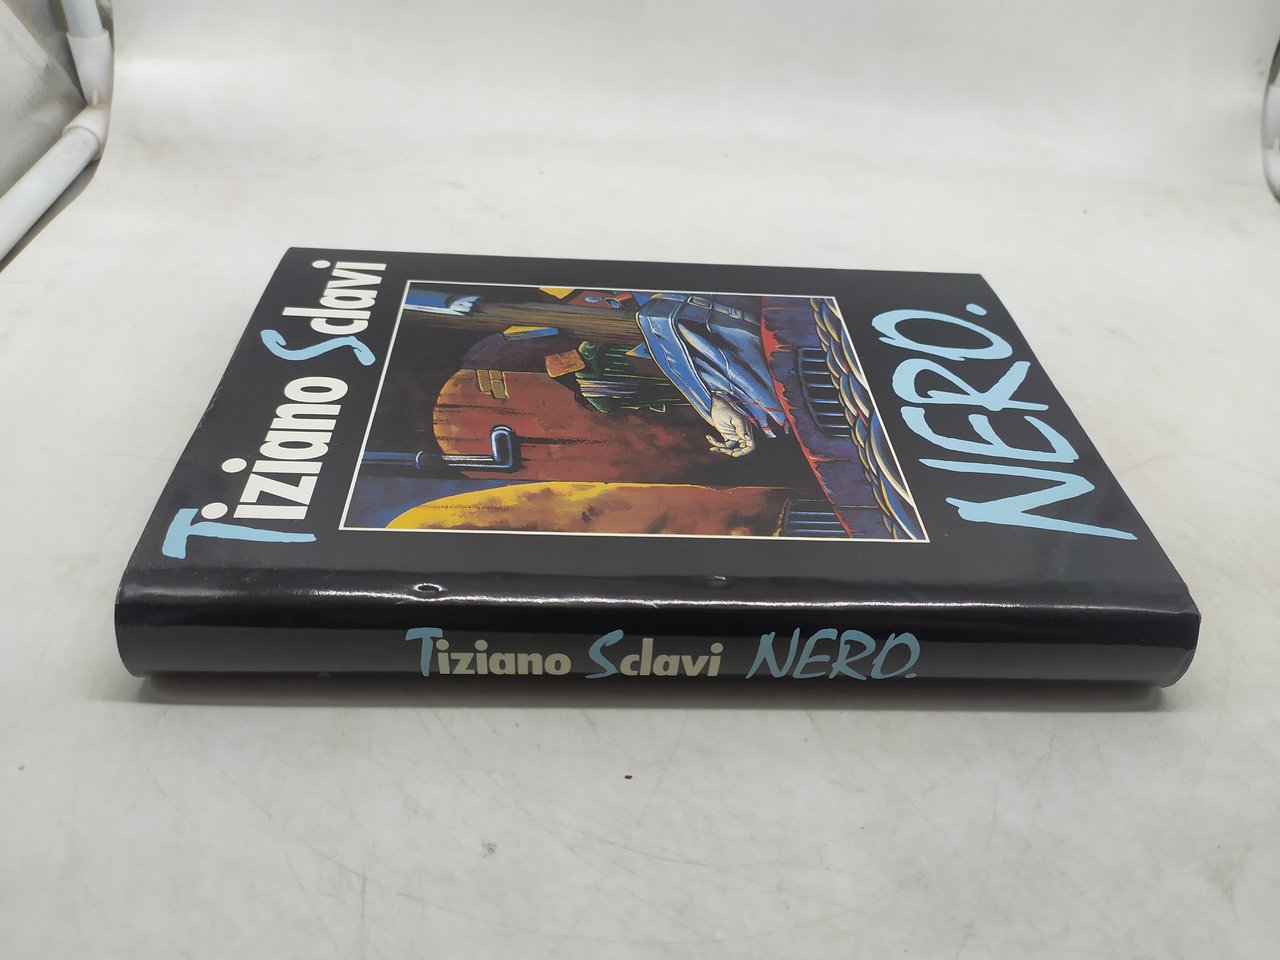 Tiziano Sclavi
NERO.
Tiziano Sclavi NERO.